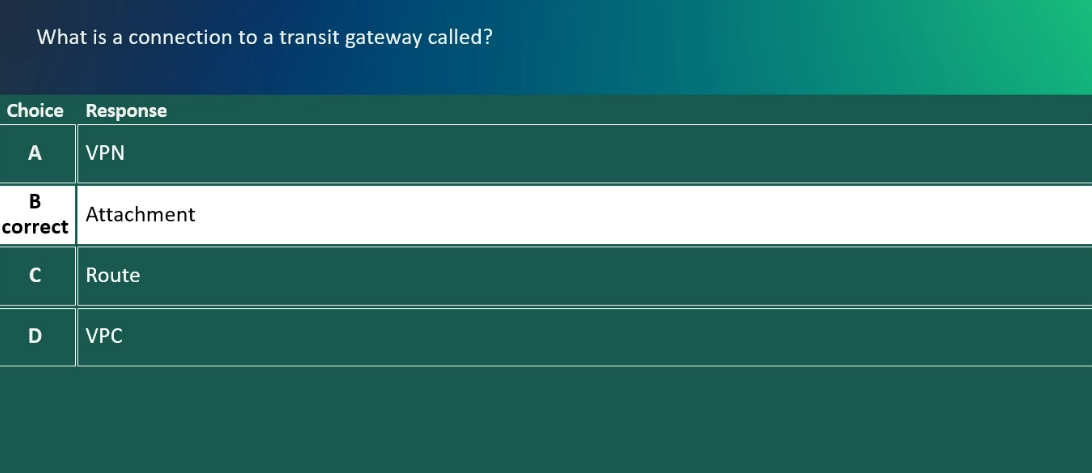 What is a connection to a transit gateway called?
Choice Response
A VPN
B
correct
Attachment
C Route
D VPC